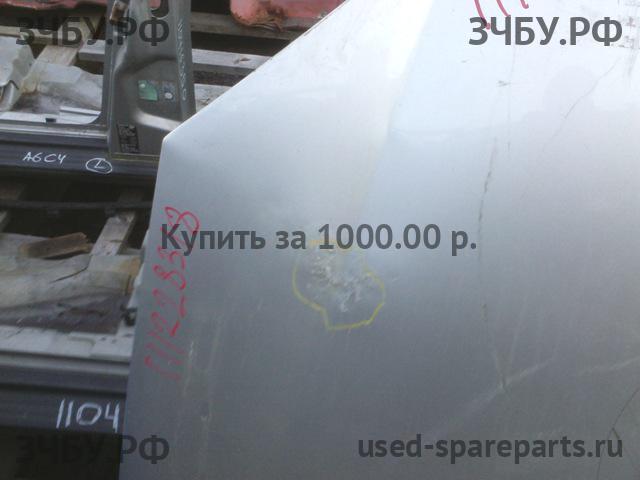 ЗЧБУ.РФ
ЗЧБУ.РФ
A6C4
L
Купить за 1000.00 р.
1104
ЗЧБУ.РФ
used-spareparts.ru